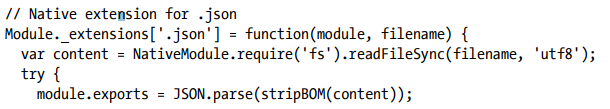 // Native extension for .json
Module._extensions['.json'] = function(module, filename) {
  var content = NativeModule.require('fs').readFileSync(filename, 'utf8');
  try {
    module.exports = JSON.parse(stripBOM(content));